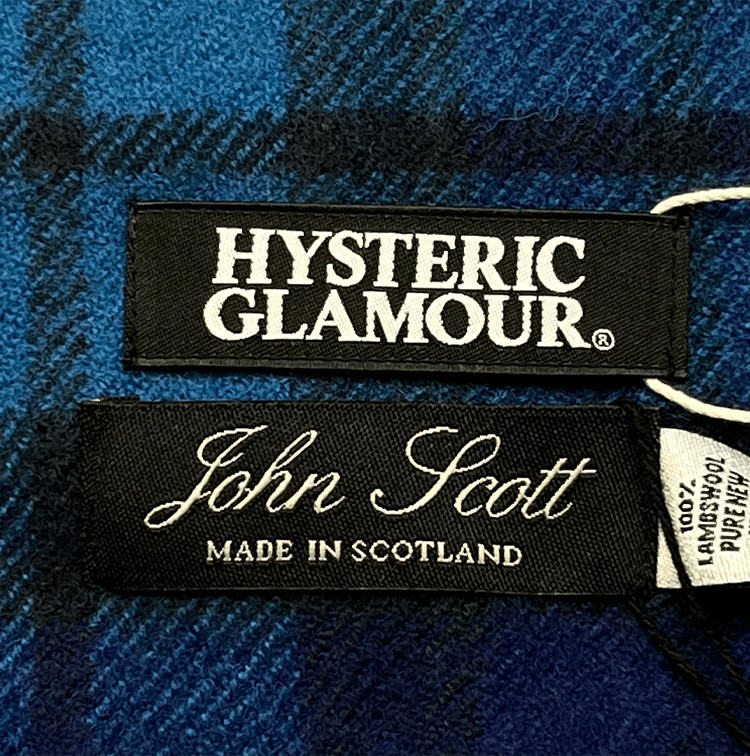 HYSTERIC
GLAMOUR®
John Scott
MADE IN SCOTLAND
100%
LAMBSWOOL
PURE NEW